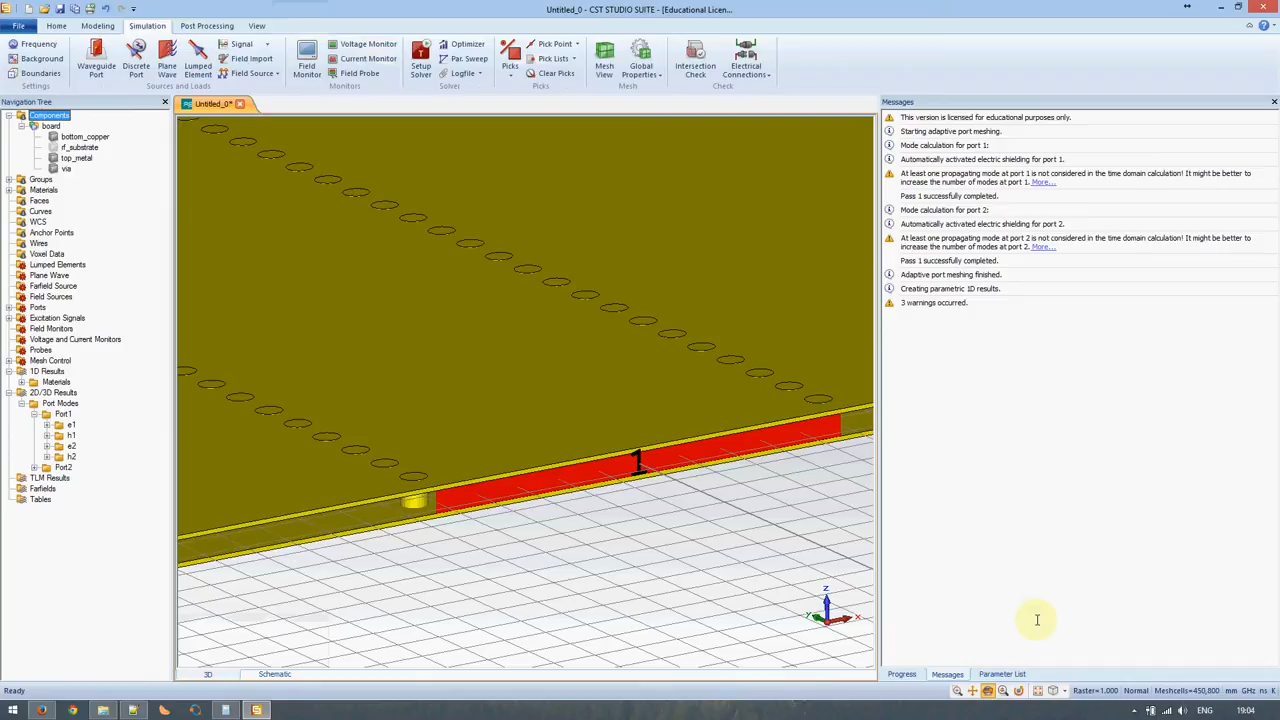 Untitled_0 - CST STUDIO SUITE - [Educational Licen...
File Home Modeling Simulation Post Processing View
Frequency
Background
Boundaries
Settings
Waveguide Port
Discrete Port
Plane Wave
Lumped Element
Signal
Field Import
Field Source
Sources and Loads
Field Monitor
Voltage Monitor
Current Monitor
Field Probe
Monitors
Setup Solver
Optimizer
Par. Sweep
Logfile
Solver
Picks
Pick Point
Pick Lists
Clear Picks
Picks
Mesh View
Global Properties
Mesh
Intersection Check
Electrical Connections
Check
Navigation Tree
Components
board
bottom_copper
rf_substrate
top_metal
via
Groups
Materials
Faces
Curves
WCS
Anchor Points
Wires
Voxel Data
Lumped Elements
Plane Wave
Farfield Source
Field Sources
Ports
Excitation Signals
Field Monitors
Voltage and Current Monitors
Probes
Mesh Control
1D Results
Materials
2D/3D Results
Port Modes
Port1
e1
h1
e2
h2
Port2
TLM Results
Farfields
Tables
Untitled_0*
1
z
y
x
3D Schematic
Messages
This version is licensed for educational purposes only.
Starting adaptive port meshing.
Mode calculation for port 1:
Automatically activated electric shielding for port 1.
At least one propagating mode at port 1 is not considered in the time domain calculation! It might be better to
increase the number of modes at port 1. More...
Pass 1 successfully completed.
Mode calculation for port 2:
Automatically activated electric shielding for port 2.
At least one propagating mode at port 2 is not considered in the time domain calculation! It might be better to
increase the number of modes at port 2. More...
Pass 1 successfully completed.
Adaptive port meshing finished.
Creating parametric 1D results.
3 warnings occurred.
Progress Messages Parameter List
Ready
Raster=1.000 Normal Meshcells=450,800 mm GHz ns K
ENG 19:04